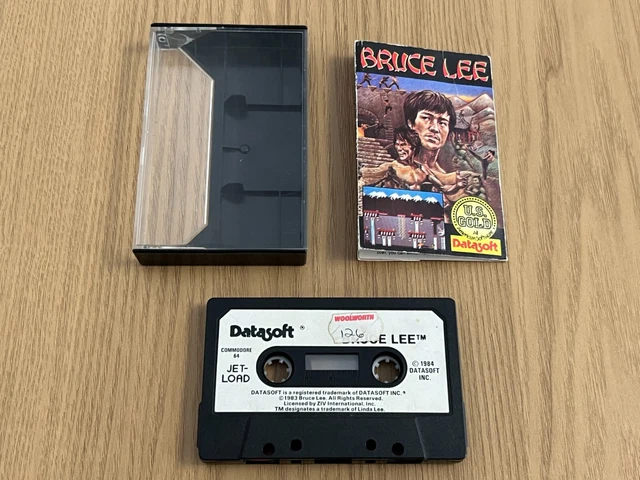 BRUCE LEE
U.S.
GOLD
Datasoft
Datasoft ®
WOOLWORTH
126
BRUCE LEE™
COMMODORE
64
JET-
LOAD
© 1984
DATASOFT
INC.
DATASOFT is a registered trademark of DATASOFT INC.®
©1983 Bruce Lee. All Rights Reserved.
Licensed by ZIV International, Inc.
TM designates a trademark of Linda Lee.